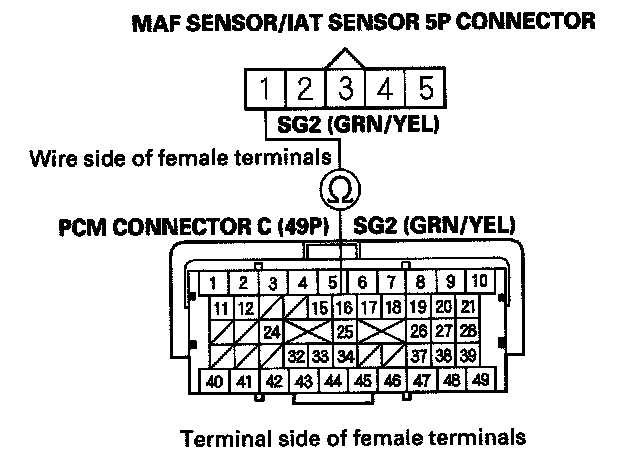 MAF SENSOR/IAT SENSOR 5P CONNECTOR
1 2 3 4 5
SG2 (GRN/YEL)
Wire side of female terminals
Ω
PCM CONNECTOR C (49P) SG2 (GRN/YEL)
1 2 3 4 5 6 7 8 9 10
11 12 15 16 17 18 19 20 21
24 25 26 27 28
32 33 34 37 38 39
40 41 42 43 44 45 46 47 48 49
Terminal side of female terminals